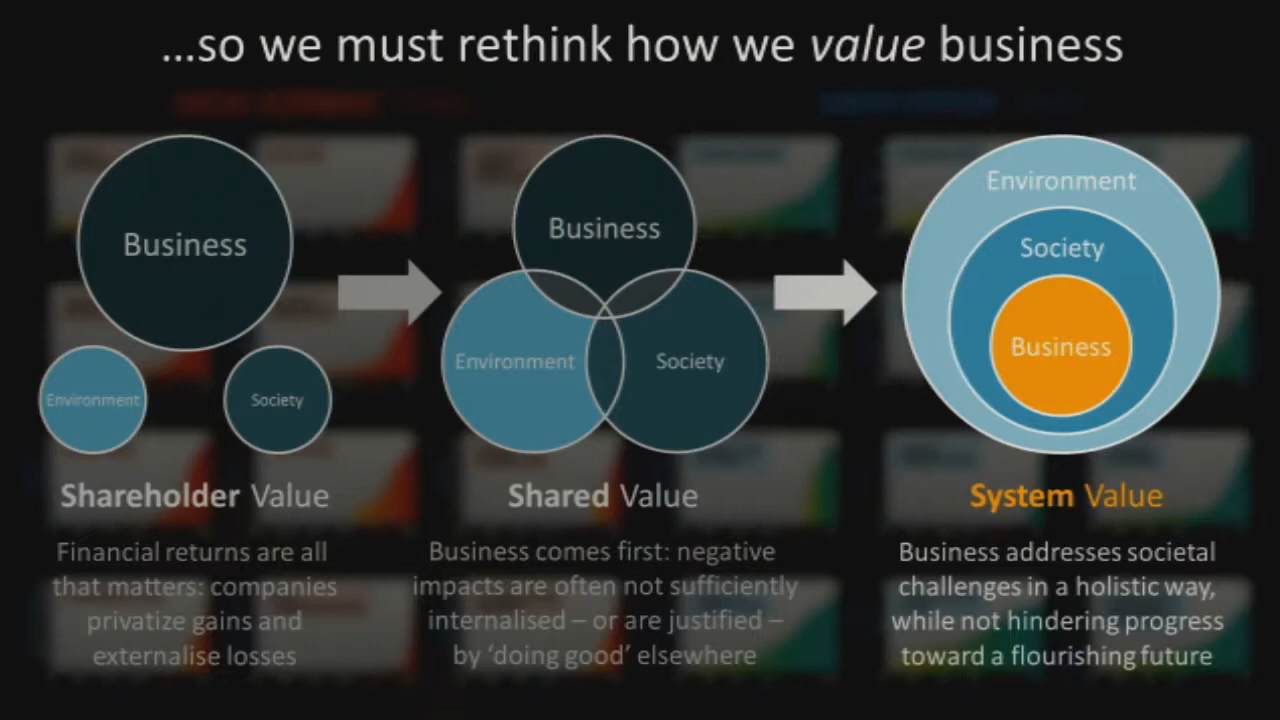 …so we must rethink how we value business
Business
Environment
Society
Shareholder Value
Financial returns are all
that matters: companies
privatize gains and
externalise losses
Business
Environment
Society
Shared Value
Business comes first: negative
impacts are often not sufficiently
internalised – or are justified –
by ‘doing good’ elsewhere
Environment
Society
Business
System Value
Business addresses societal
challenges in a holistic way,
while not hindering progress
toward a flourishing future